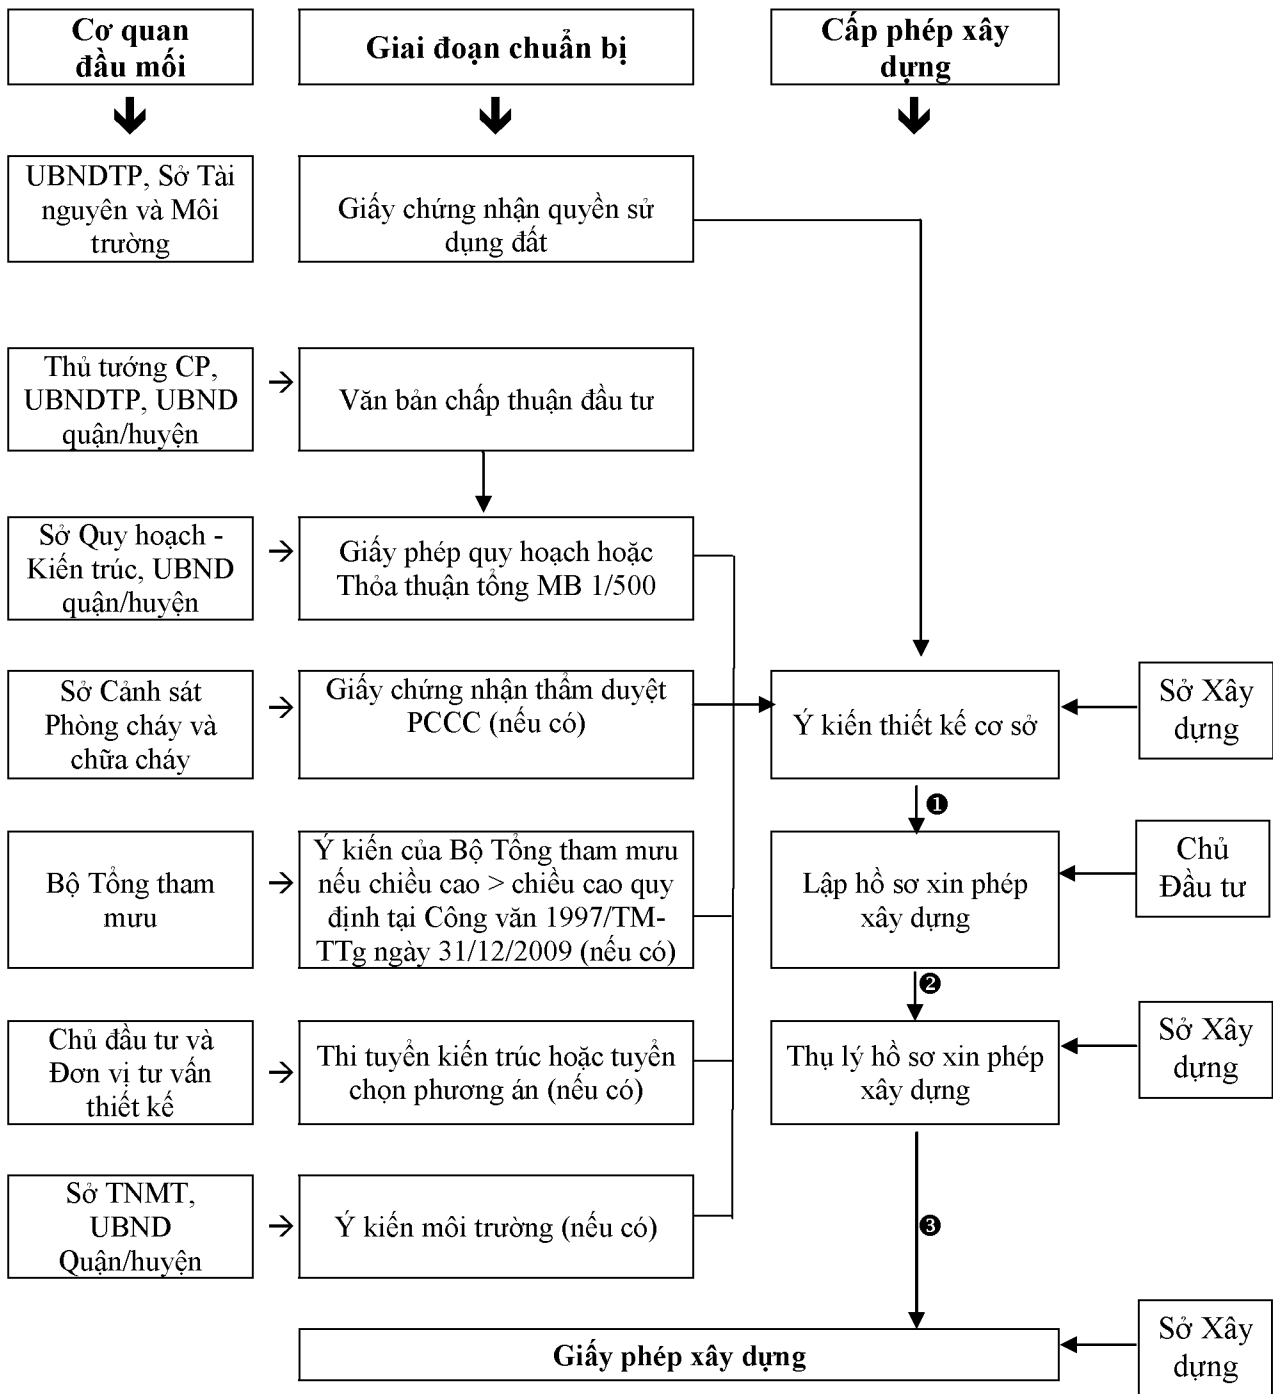 Cơ quan
đầu mối
Giai đoạn chuẩn bị
Cấp phép xây
dựng
UBNDTP, Sở Tài
nguyên và Môi
trường
Giấy chứng nhận quyền sử
dụng đất
Thủ tướng CP,
UBNDTP, UBND
quận/huyện
Văn bản chấp thuận đầu tư
Sở Quy hoạch -
Kiến trúc, UBND
quận/huyện
Giấy phép quy hoạch hoặc
Thỏa thuận tổng MB 1/500
Sở Cảnh sát
Phòng cháy và
chữa cháy
Giấy chứng nhận thẩm duyệt
PCCC (nếu có)
Ý kiến thiết kế cơ sở
Sở Xây
dựng
❶
Bộ Tổng tham
mưu
Ý kiến của Bộ Tổng tham mưu
nếu chiều cao > chiều cao quy
định tại Công văn 1997/TM-
TTg ngày 31/12/2009 (nếu có)
Lập hồ sơ xin phép
xây dựng
Chủ
Đầu tư
❷
Chủ đầu tư và
Đơn vị tư vấn
thiết kế
Thi tuyển kiến trúc hoặc tuyển
chọn phương án (nếu có)
Thụ lý hồ sơ xin phép
xây dựng
Sở Xây
dựng
Sở TNMT,
UBND
Quận/huyện
Ý kiến môi trường (nếu có)
❸
Giấy phép xây dựng
Sở Xây
dựng